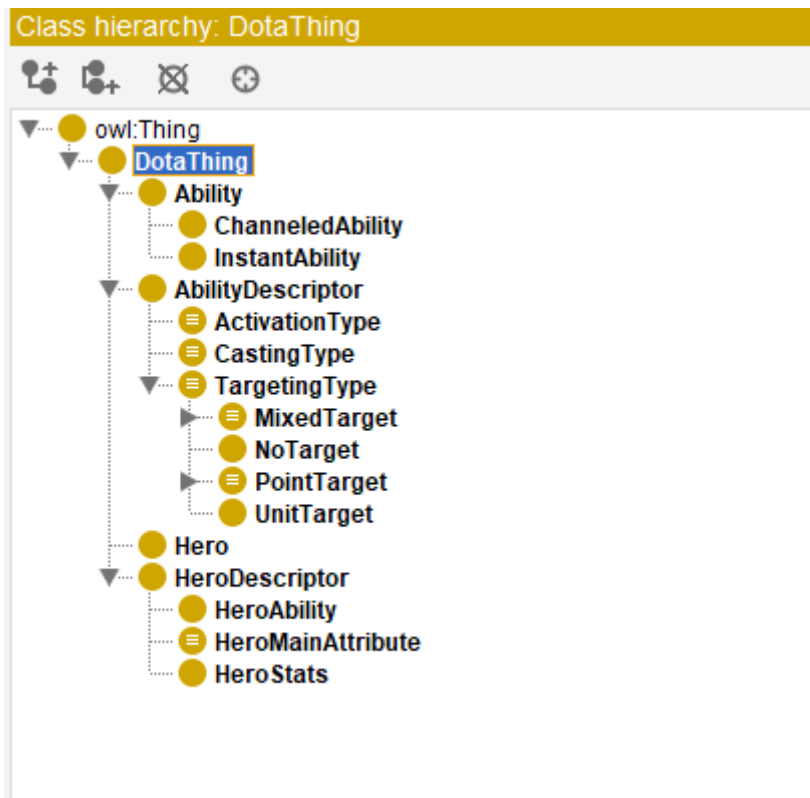 Class hierarchy: DotaThing
owl:Thing
DotaThing
Ability
ChanneledAbility
InstantAbility
AbilityDescriptor
ActivationType
CastingType
TargetingType
MixedTarget
NoTarget
PointTarget
UnitTarget
Hero
HeroDescriptor
HeroAbility
HeroMainAttribute
HeroStats